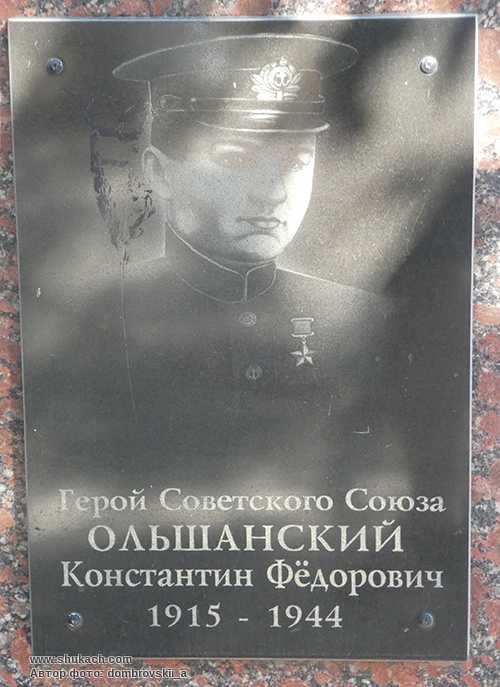 Герой Советского Союза
ОЛЬШАНСКИЙ
Константин Фёдорович
1915 - 1944
www.shukach.com
Автор фото: dombrovskii_a